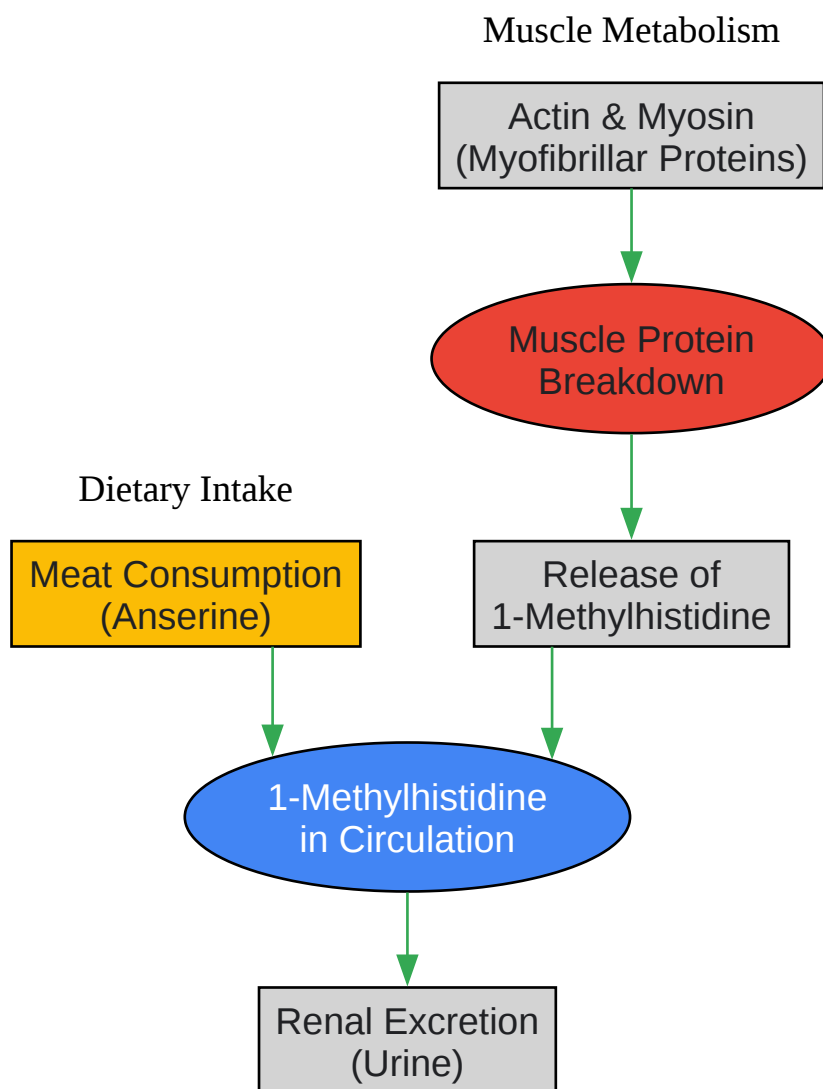 Muscle Metabolism
Actin & Myosin
(Myofibrillar Proteins)
Muscle Protein
Breakdown
Dietary Intake
Meat Consumption
(Anserine)
Release of
1-Methylhistidine
1-Methylhistidine
in Circulation
Renal Excretion
(Urine)